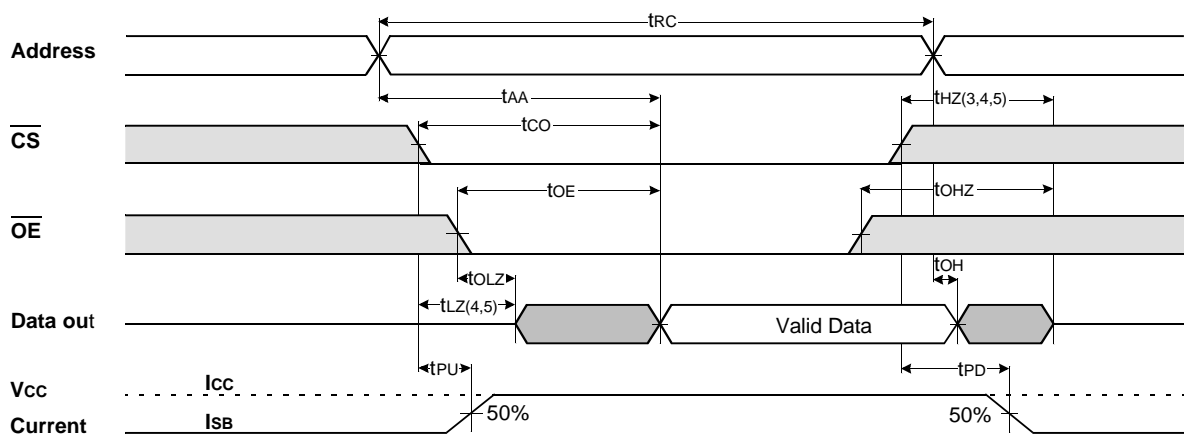 tRC
Address
tAA
tHZ(3,4,5)
CS
tCO
tOE
tOHZ
OE
tOLZ
tOH
tLZ(4,5)
Data out
Valid Data
tPU
tPD
VCC
ICC
50%
50%
Current
ISB